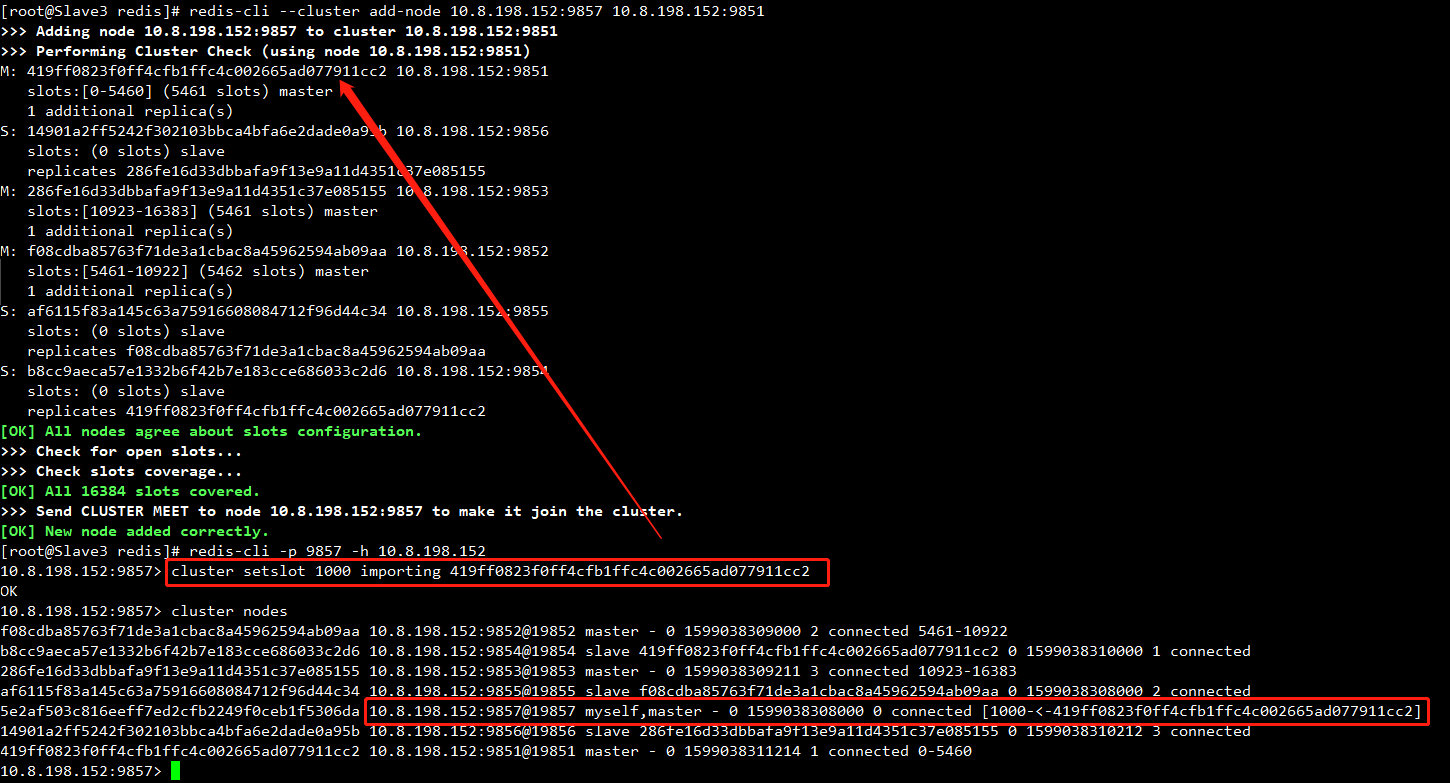 [root@Slave3 redis]# redis-cli --cluster add-node 10.8.198.152:9857 10.8.198.152:9851
>>> Adding node 10.8.198.152:9857 to cluster 10.8.198.152:9851
>>> Performing Cluster Check (using node 10.8.198.152:9851)
M: 419ff0823f0ff4cfb1ffc4c002665ad077911cc2 10.8.198.152:9851
slots:[0-5460] (5461 slots) master
1 additional replica(s)
S: 14901a2ff5242f302103bbca4bfa6e2dade0a95b 10.8.198.152:9856
slots: (0 slots) slave
replicates 286fe16d33dbbafa9f13e9a11d4351c37e085155
M: 286fe16d33dbbafa9f13e9a11d4351c37e085155 10.8.198.152:9853
slots:[10923-16383] (5461 slots) master
1 additional replica(s)
M: f08cdba85763f71de3a1cbac8a45962594ab09aa 10.8.198.152:9852
slots:[5461-10922] (5462 slots) master
1 additional replica(s)
S: af6115f83a145c63a75916608084712f96d44c34 10.8.198.152:9855
slots: (0 slots) slave
replicates f08cdba85763f71de3a1cbac8a45962594ab09aa
S: b8cc9aeca57e1332b6f42b7e183cce686033c2d6 10.8.198.152:9854
slots: (0 slots) slave
replicates 419ff0823f0ff4cfb1ffc4c002665ad077911cc2
[OK] All nodes agree about slots configuration.
>>> Check for open slots...
>>> Check slots coverage...
[OK] All 16384 slots covered.
>>> Send CLUSTER MEET to node 10.8.198.152:9857 to make it join the cluster.
[OK] New node added correctly.
[root@Slave3 redis]# redis-cli -p 9857 -h 10.8.198.152
10.8.198.152:9857> cluster setslot 1000 importing 419ff0823f0ff4cfb1ffc4c002665ad077911cc2
OK
10.8.198.152:9857> cluster nodes
f08cdba85763f71de3a1cbac8a45962594ab09aa 10.8.198.152:9852@19852 master - 0 1599038309000 2 connected 5461-10922
b8cc9aeca57e1332b6f42b7e183cce686033c2d6 10.8.198.152:9854@19854 slave 419ff0823f0ff4cfb1ffc4c002665ad077911cc2 0 1599038310000 1 connected
286fe16d33dbbafa9f13e9a11d4351c37e085155 10.8.198.152:9853@19853 master - 0 1599038309211 3 connected 10923-16383
af6115f83a145c63a75916608084712f96d44c34 10.8.198.152:9855@19855 slave f08cdba85763f71de3a1cbac8a45962594ab09aa 0 1599038308000 2 connected
5e2af503c816eeff7ed2cfb2249f0ceb1f5306da 10.8.198.152:9857@19857 myself,master - 0 1599038308000 0 connected [1000-<-419ff0823f0ff4cfb1ffc4c002665ad077911cc2]
14901a2ff5242f302103bbca4bfa6e2dade0a95b 10.8.198.152:9856@19856 slave 286fe16d33dbbafa9f13e9a11d4351c37e085155 0 1599038310212 3 connected
419ff0823f0ff4cfb1ffc4c002665ad077911cc2 10.8.198.152:9851@19851 master - 0 1599038311214 1 connected 0-5460
10.8.198.152:9857>